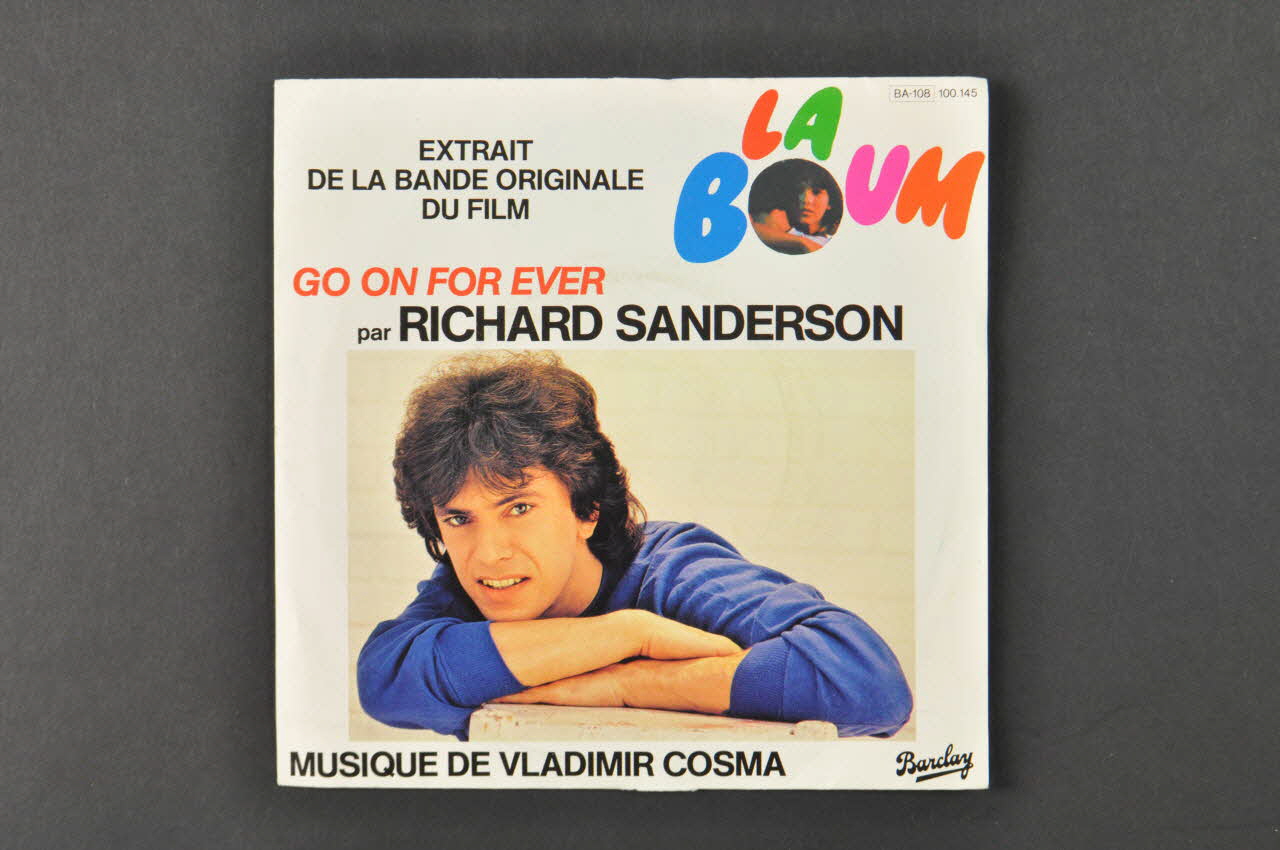 BA-108 100.145
EXTRAIT
DE LA BANDE ORIGINALE
DU FILM
LA
BOUM
GO ON FOR EVER
par RICHARD SANDERSON
MUSIQUE DE VLADIMIR COSMA
Barclay